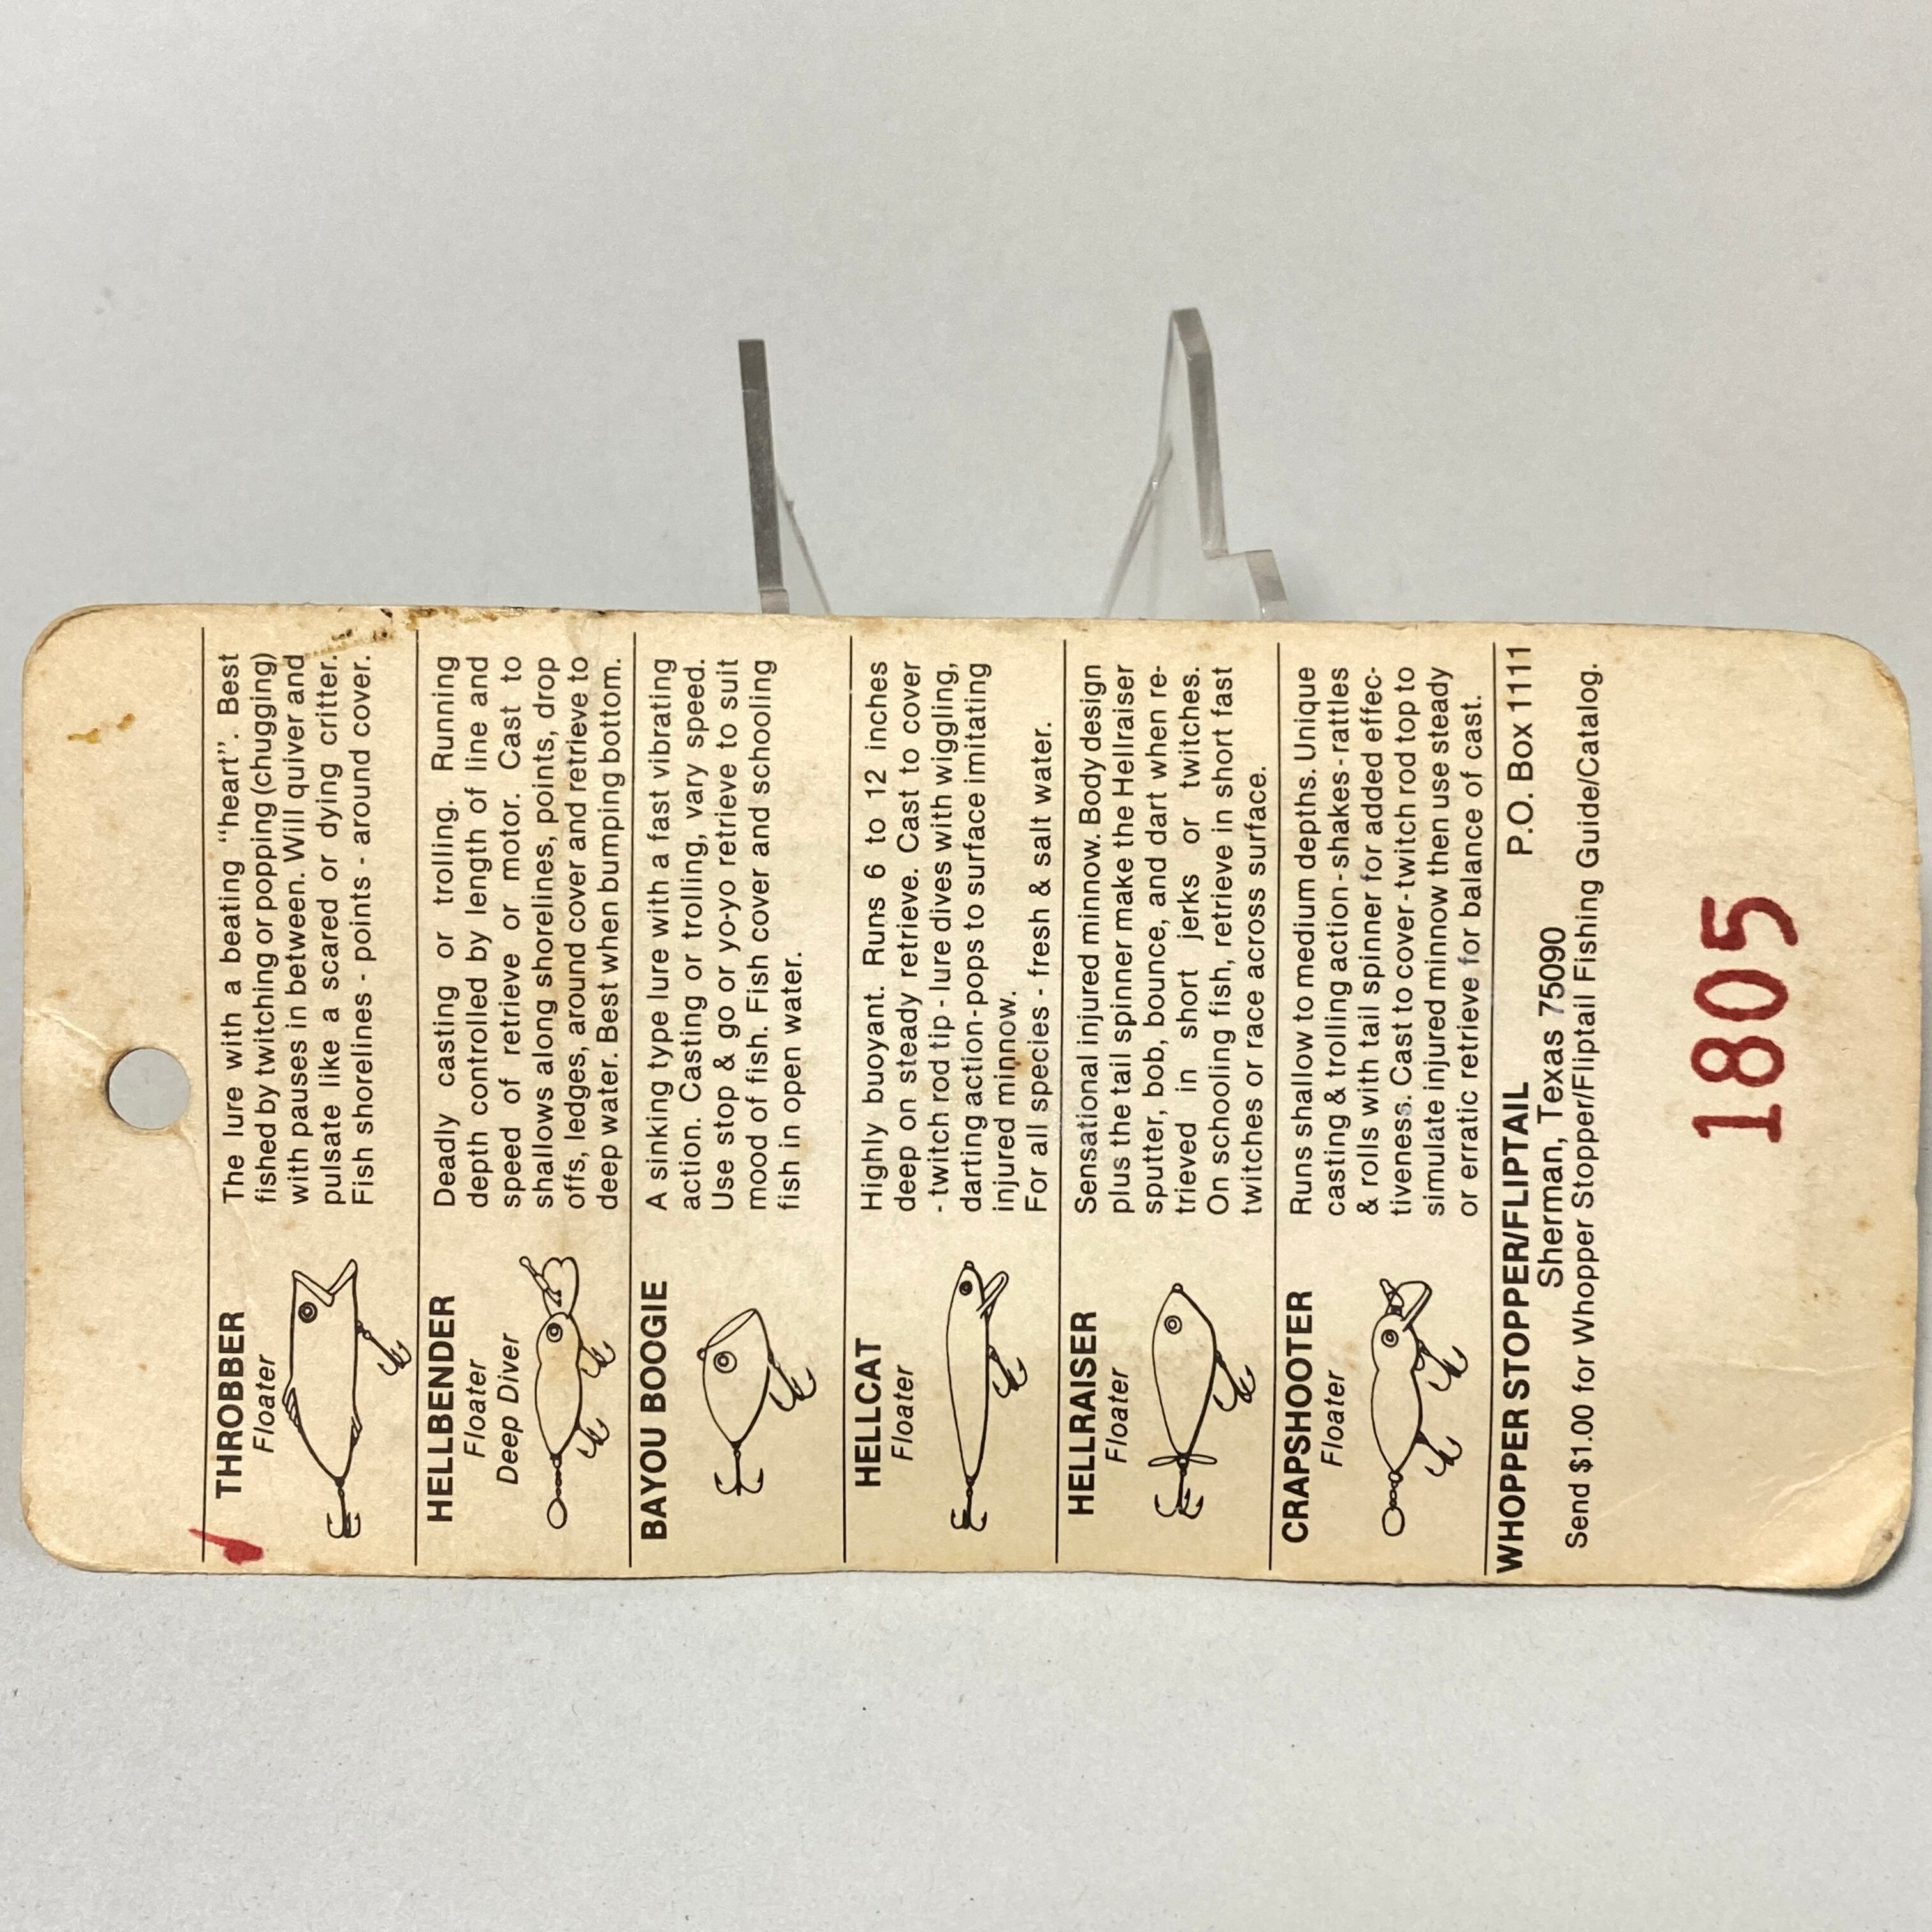 THROBBER
Floater
The lure with a beating "heart". Best
fished by twitching or popping (chugging)
with pauses in between. Will quiver and
pulsate like a scared or dying critter.
Fish shorelines - points - around cover.
HELLBENDER
Floater
Deep Diver
Deadly casting or trolling. Running
depth controlled by length of line and
speed of retrieve or motor. Cast to
shallows along shorelines, points, drop
offs, ledges, around cover and retrieve to
deep water. Best when bumping bottom.
BAYOU BOOGIE
A sinking type lure with a fast vibrating
action. Casting or trolling, vary speed.
Use stop & go or yo-yo retrieve to suit
mood of fish. Fish cover and schooling
fish in open water.
HELLCAT
Floater
Highly buoyant. Runs 6 to 12 inches
deep on steady retrieve. Cast to cover
- twitch rod tip - lure dives with wiggling,
darting action-pops to surface imitating
injured minnow.
For all species - fresh & salt water.
HELLRAISER
Floater
Sensational injured minnow. Body design
plus the tail spinner make the Hellraiser
sputter, bob, bounce, and dart when re-
trieved in short jerks or twitches.
On schooling fish, retrieve in short fast
twitches or race across surface.
CRAPSHOOTER
Floater
Runs shallow to medium depths. Unique
casting & trolling action-shakes-rattles
& rolls with tail spinner for added effec-
tiveness. Cast to cover-twitch rod top to
simulate injured minnow then use steady
or erratic retrieve for balance of cast.
WHOPPER STOPPER/FLIPTAIL P.O. Box 1111
Sherman, Texas 75090
Send $1.00 for Whopper Stopper/Fliptail Fishing Guide/Catalog.
1805